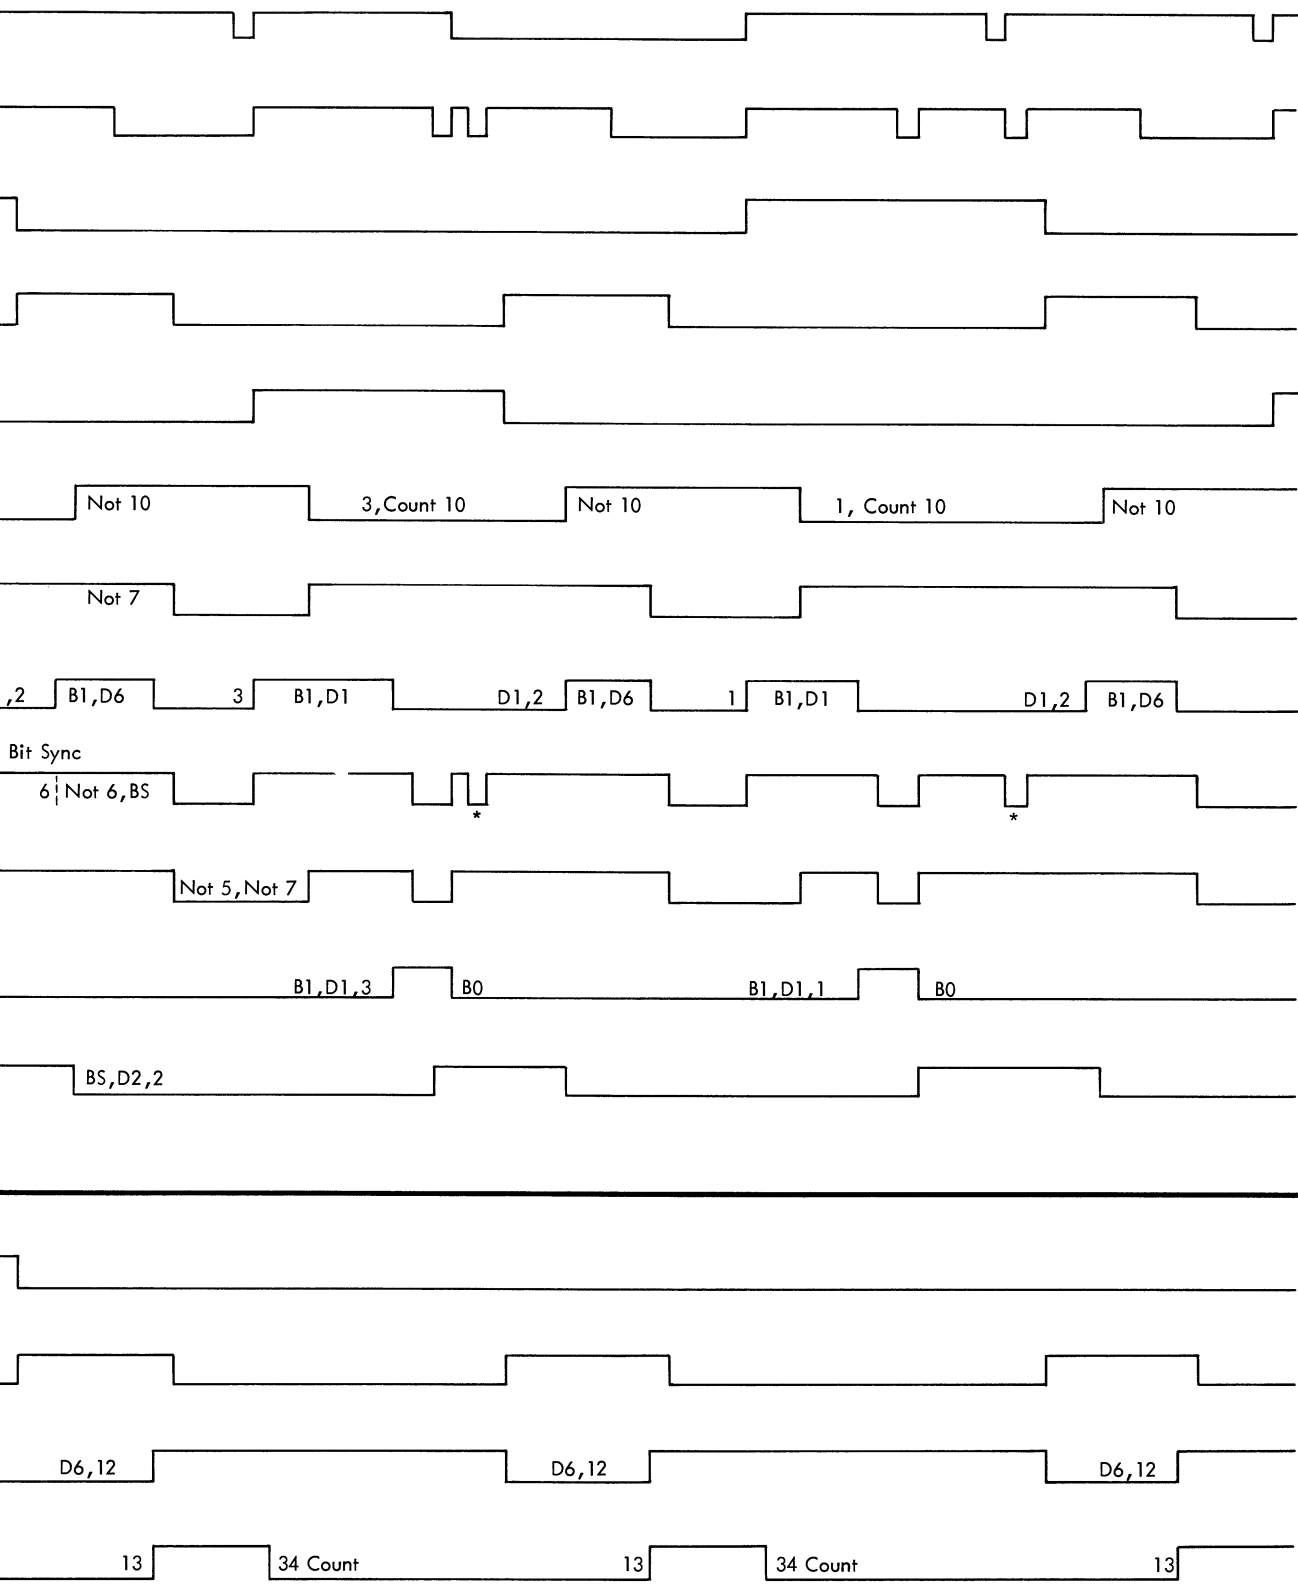 Not 10 3,Count 10 Not 10 1, Count 10 Not 10
Not 7
,2 B1,D6 3 B1,D1 D1,2 B1,D6 1 B1,D1 D1,2 B1,D6
Bit Sync
6 Not 6,BS
* *
Not 5,Not 7
B1,D1,3 B0 B1,D1,1 B0
BS,D2,2
D6,12 D6,12 D6,12
13 34 Count 13 34 Count 13